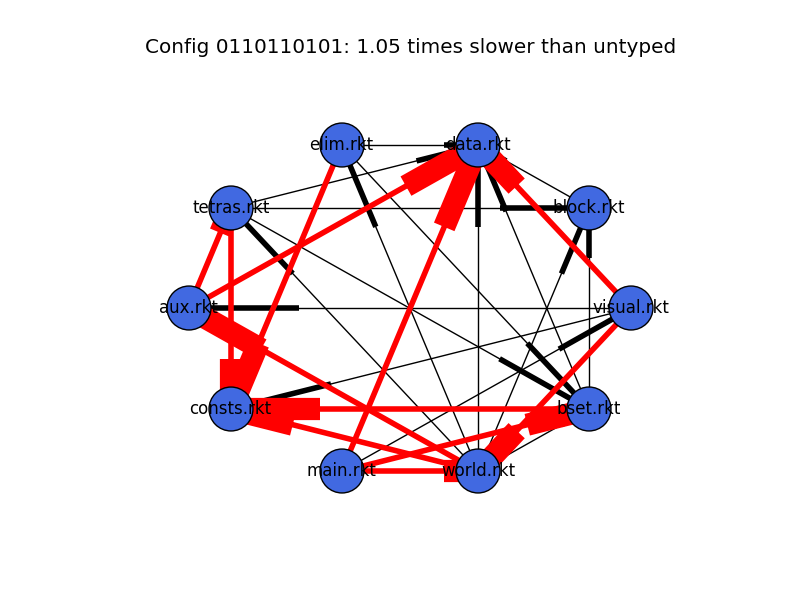 Config 0110110101: 1.05 times slower than untyped
elim.rkt
data.rkt
tetras.rkt
block.rkt
aux.rkt
visual.rkt
consts.rkt
bset.rkt
main.rkt
world.rkt